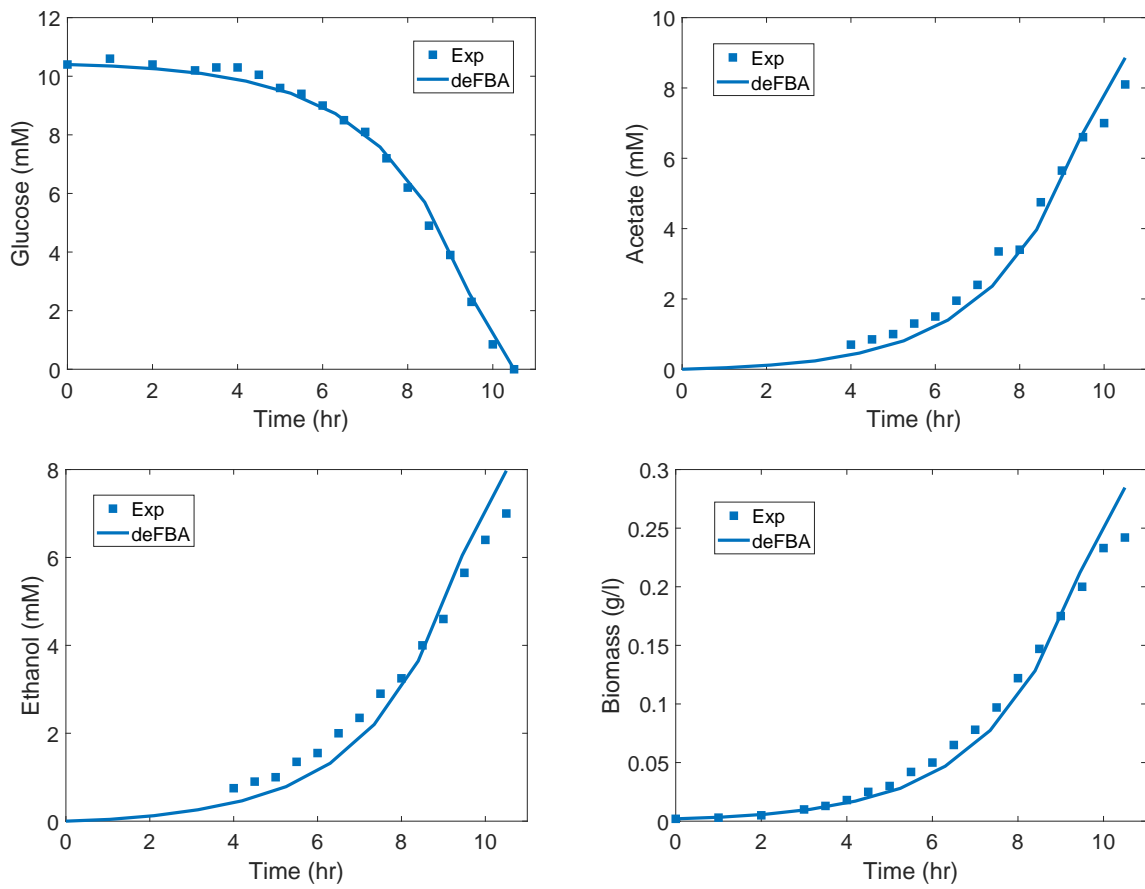 12
10
8
6
4
2
0
Glucose (mM)
Exp
deFBA
0 2 4 6 8 10
Time (hr)
10
8
6
4
2
0
Acetate (mM)
Exp
deFBA
0 2 4 6 8 10
Time (hr)
8
6
4
2
0
Ethanol (mM)
Exp
deFBA
0 2 4 6 8 10
Time (hr)
0.3
0.25
0.2
0.15
0.1
0.05
0
Biomass (g/l)
Exp
deFBA
0 2 4 6 8 10
Time (hr)